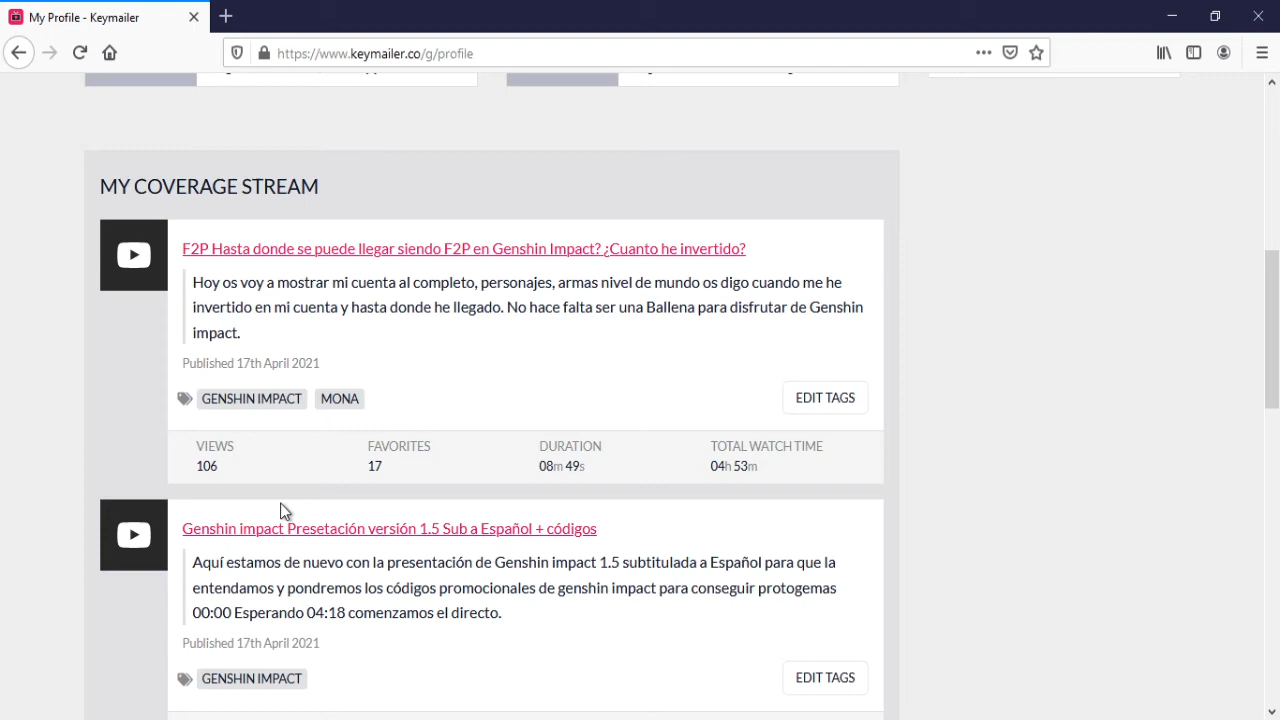 My Profile - Keymailer
https://www.keymailer.co/g/profile
MY COVERAGE STREAM
F2P Hasta donde se puede llegar siendo F2P en Genshin Impact? ¿Cuanto he invertido?
Hoy os voy a mostrar mi cuenta al completo, personajes, armas nivel de mundo os digo cuando me he
invertido en mi cuenta y hasta donde he llegado. No hace falta ser una Ballena para disfrutar de Genshin
impact.
Published 17th April 2021
GENSHIN IMPACT MONA EDIT TAGS
VIEWS FAVORITES DURATION TOTAL WATCH TIME
106 17 08m 49s 04h 53m
Genshin impact Presetación versión 1.5 Sub a Español + códigos
Aquí estamos de nuevo con la presentación de Genshin impact 1.5 subtitulada a Español para que la
entendamos y pondremos los códigos promocionales de genshin impact para conseguir protogemas
00:00 Esperando 04:18 comenzamos el directo.
Published 17th April 2021
GENSHIN IMPACT EDIT TAGS